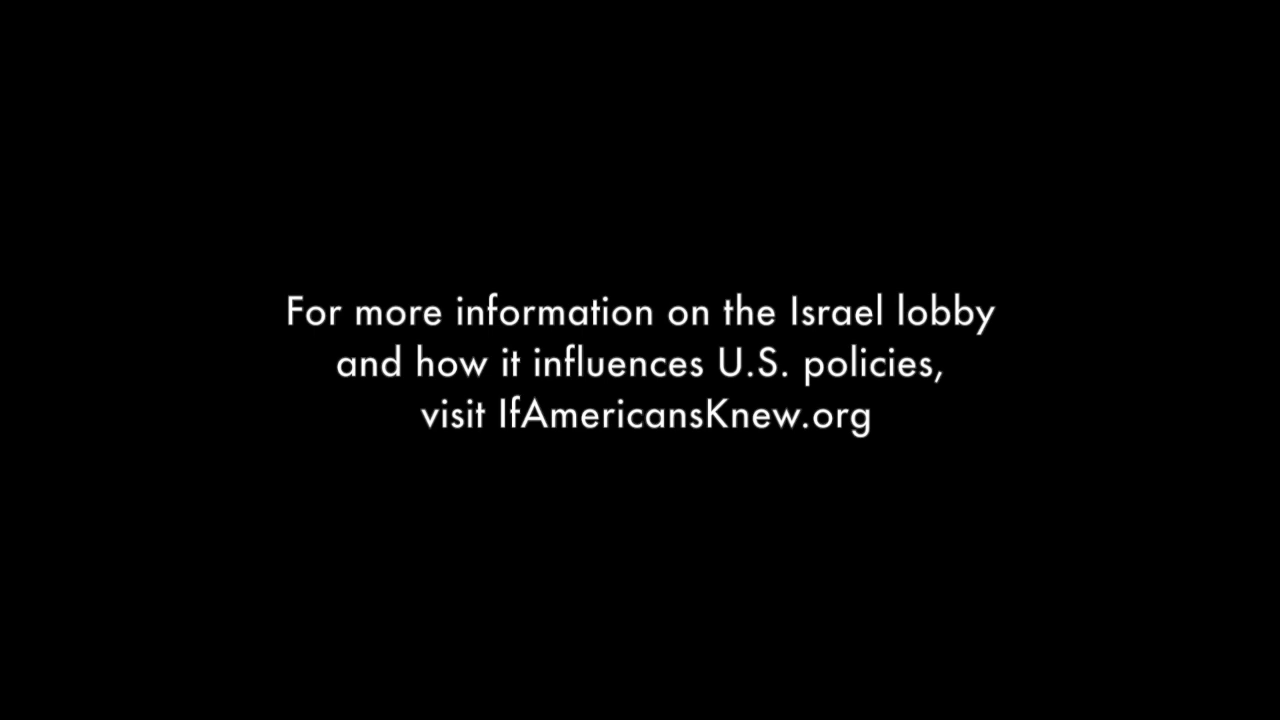 For more information on the Israel lobby
and how it influences U.S. policies,
visit IfAmericansKnew.org